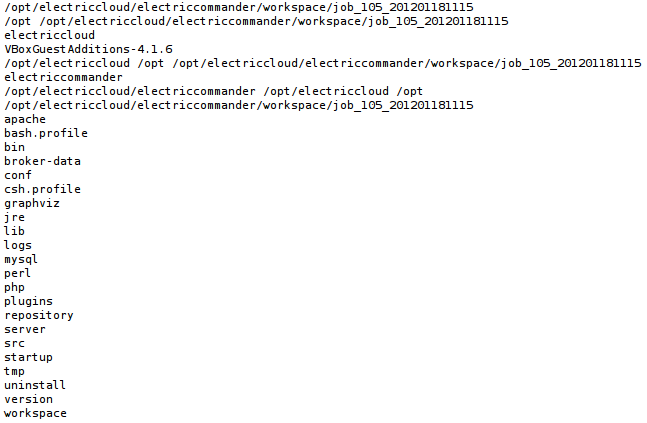 /opt/electriccloud/electriccommander/workspace/job_105_201201181115
/opt /opt/electriccloud/electriccommander/workspace/job_105_201201181115
electriccloud
VBoxGuestAdditions-4.1.6
/opt/electriccloud /opt /opt/electriccloud/electriccommander/workspace/job_105_201201181115
electriccommander
/opt/electriccloud/electriccommander /opt/electriccloud /opt
/opt/electriccloud/electriccommander/workspace/job_105_201201181115
apache
bash.profile
bin
broker-data
conf
csh.profile
graphviz
jre
lib
logs
mysql
perl
php
plugins
repository
server
src
startup
tmp
uninstall
version
workspace